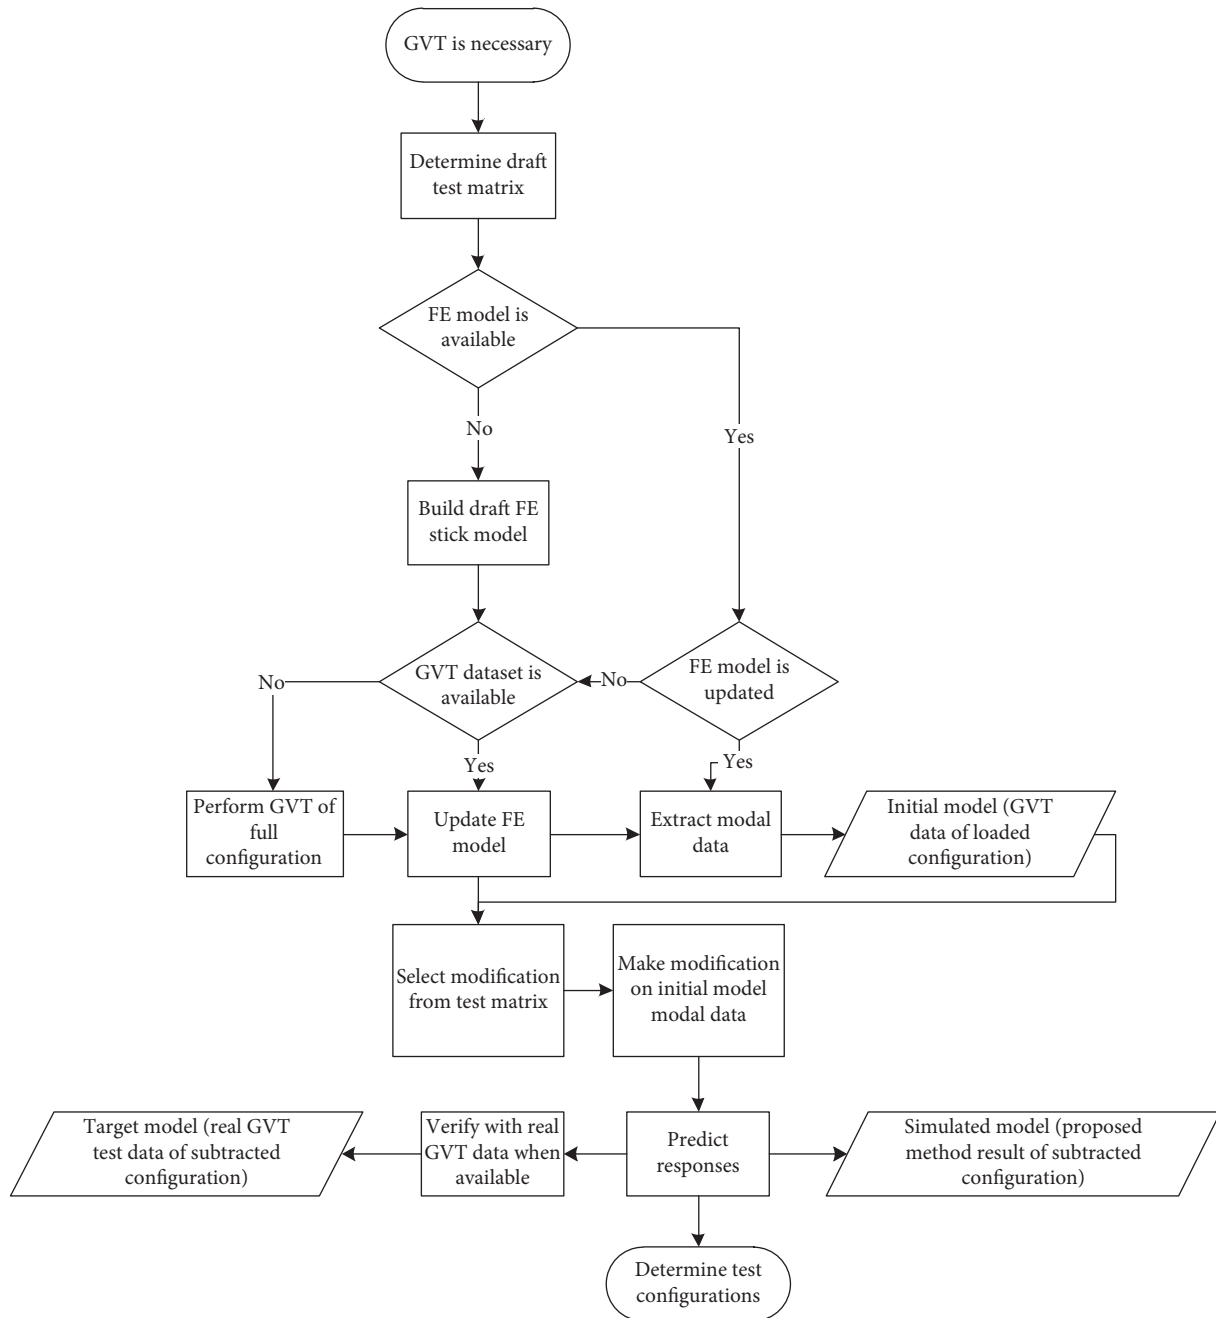 GVT is necessary
Determine draft
test matrix
FE model is
available
No
Yes
Build draft FE
stick model
GVT dataset is
available
No
FE model is
updated
No
Yes
Yes
Perform GVT of
full
configuration
Update FE
model
Extract modal
data
Initial model (GVT
data of loaded
configuration)
Select modification
from test matrix
Make modification
on initial model
modal data
Target model (real GVT
test data of subtracted
configuration)
Verify with real
GVT data when
available
Predict
responses
Simulated model (proposed
method result of subtracted
configuration)
Determine test
configurations